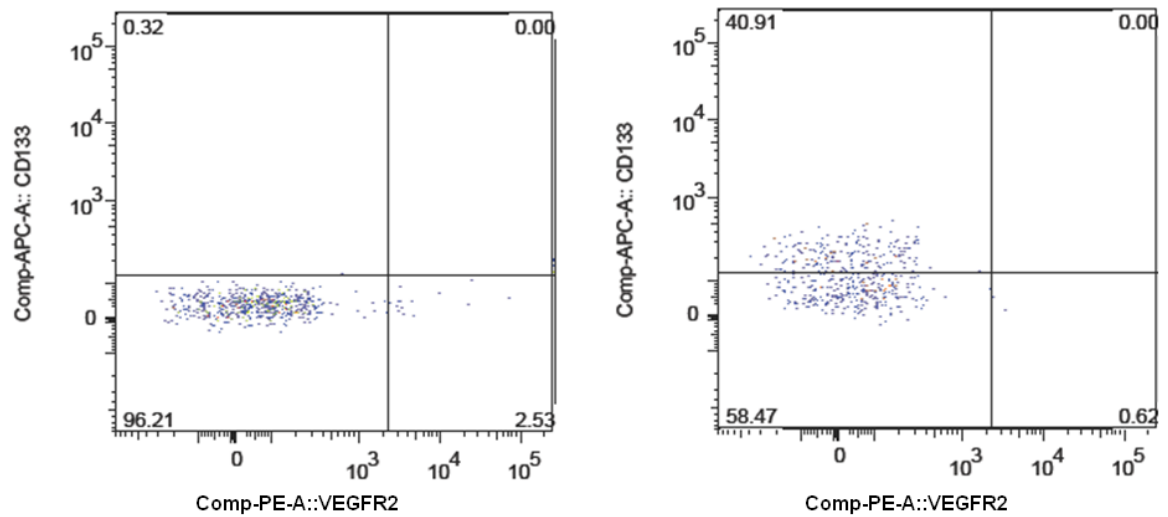 0.32 0.00
10^5
10^4
10^3
0
Comp-APC-A:: CD133
96.21 2.53
0 10^3 10^4 10^5
Comp-PE-A::VEGFR2
40.91 0.00
10^5
10^4
10^3
0
Comp-APC-A:: CD133
58.47 0.62
0 10^3 10^4 10^5
Comp-PE-A::VEGFR2